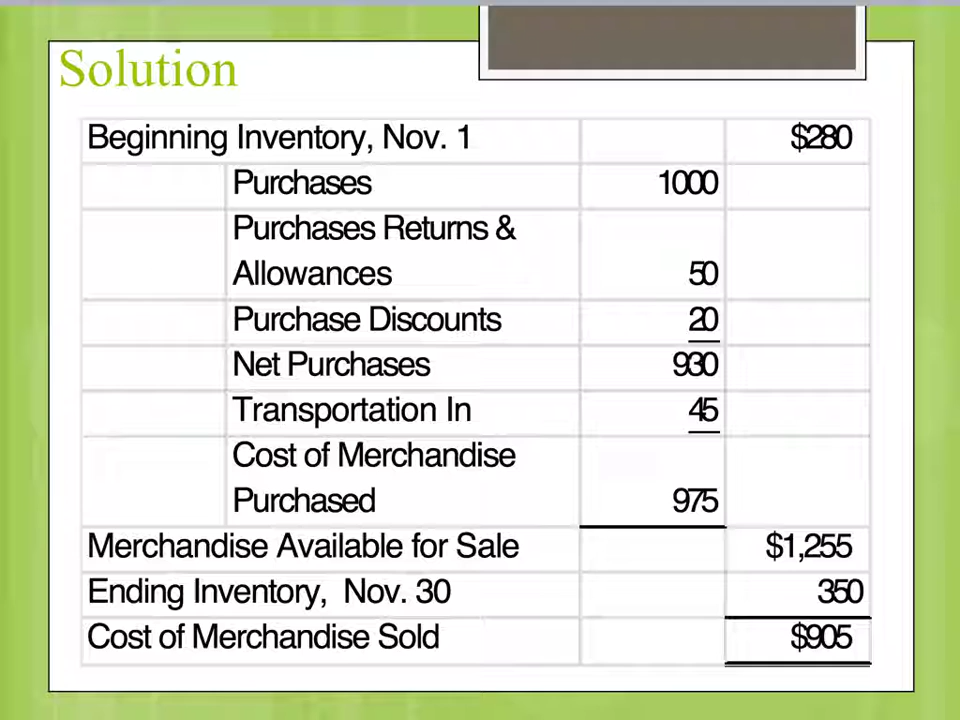 Solution
Beginning Inventory, Nov. 1 $280
Purchases 1000
Purchases Returns &
Allowances 50
Purchase Discounts 20
Net Purchases 930
Transportation In 45
Cost of Merchandise
Purchased 975
Merchandise Available for Sale $1,255
Ending Inventory, Nov. 30 350
Cost of Merchandise Sold $905